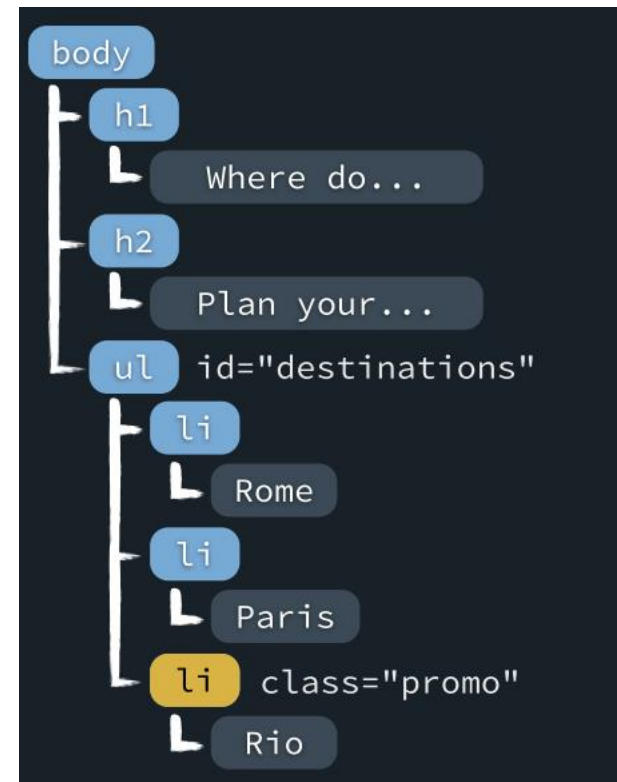 body
h1
Where do...
h2
Plan your...
ul id="destinations"
li
Rome
li
Paris
li class="promo"
Rio